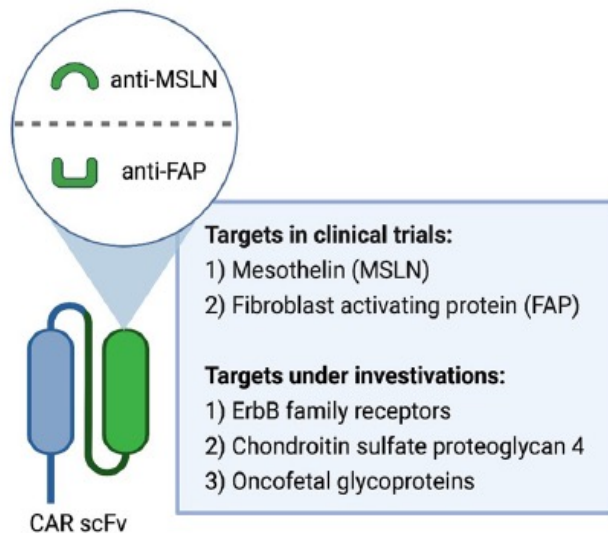 anti-MSLN
anti-FAP
Targets in clinical trials:
1) Mesothelin (MSLN)
2) Fibroblast activating protein (FAP)
Targets under investivations:
1) ErbB family receptors
2) Chondroitin sulfate proteoglycan 4
3) Oncofetal glycoproteins
CAR scFv